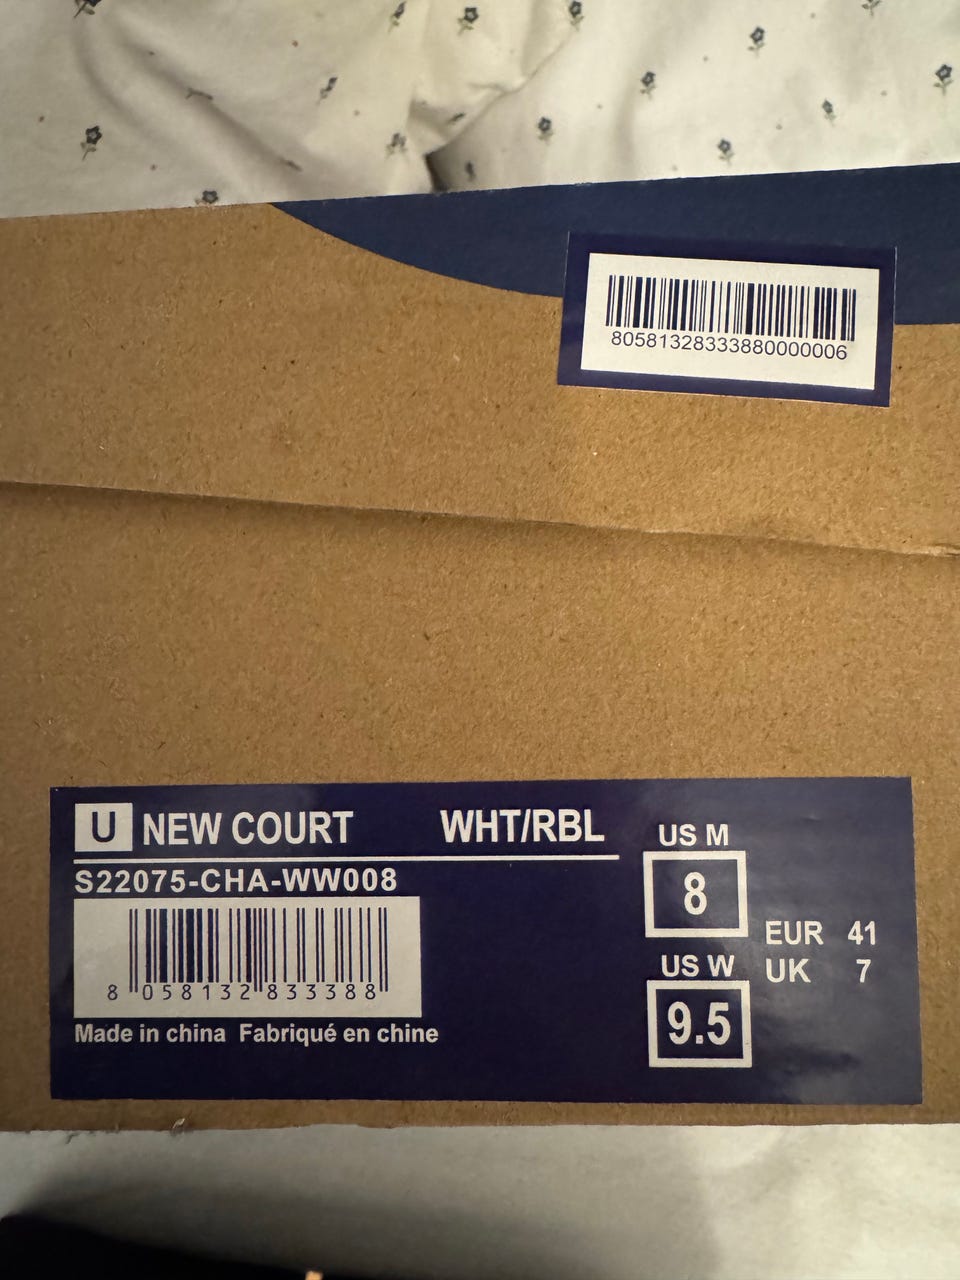 80581328333880000006
U NEW COURT WHT/RBL
S22075-CHA-WW008
8 058132 833388
Made in china Fabriqué en chine
US M
8
US W
9.5
EUR 41
UK 7